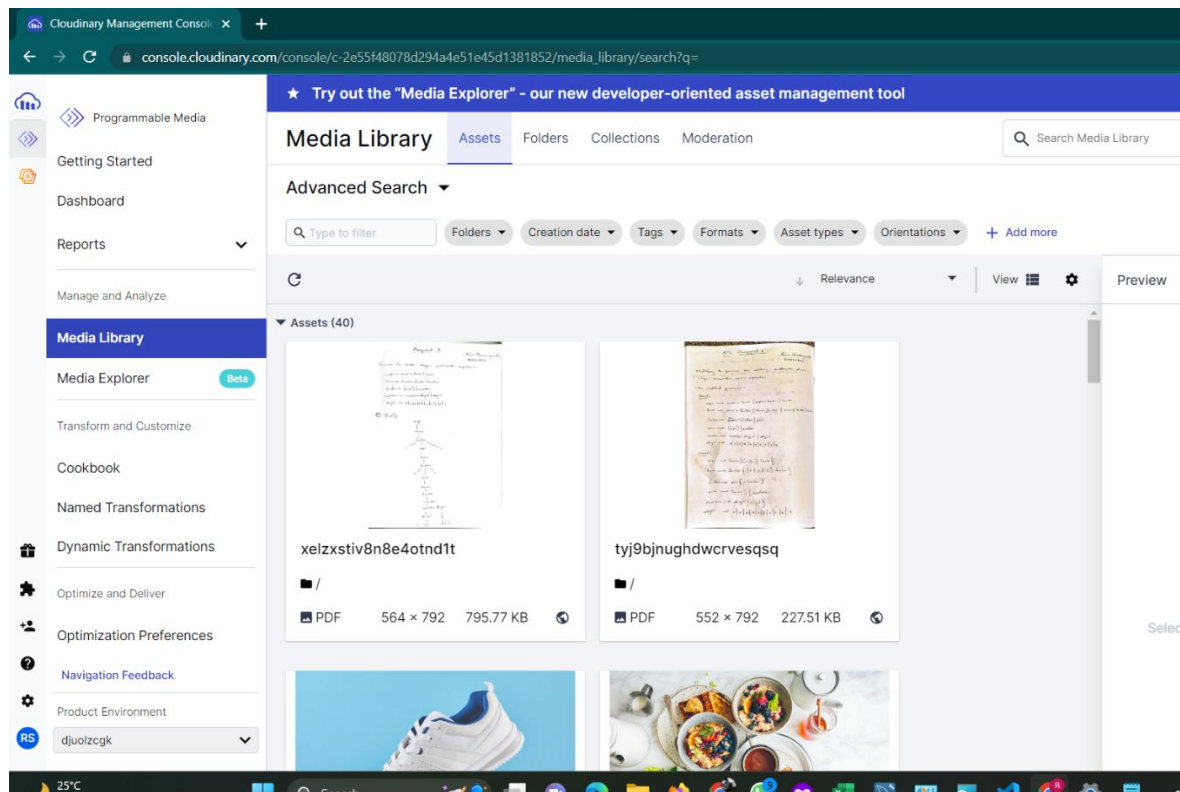 Cloudinary Management Consol
console.cloudinary.com/console/c-2e55f48078d294a4e51e45d1381852/media_library/search?q=
★ Try out the "Media Explorer" - our new developer-oriented asset management tool
Programmable Media
Getting Started
Dashboard
Reports
Manage and Analyze
Media Library
Media Explorer Beta
Transform and Customize
Cookbook
Named Transformations
Dynamic Transformations
Optimize and Deliver
Optimization Preferences
Navigation Feedback
Product Environment
RS djuolzcgk
Media Library Assets Folders Collections Moderation Search Media Library
Advanced Search
Type to filter Folders Creation date Tags Formats Asset types Orientations + Add more
Relevance View Preview
Assets (40)
xelzxstiv8n8e4otnd1t tyj9bjnughdwcrvesqsq
/ /
PDF 564 × 792 795.77 KB PDF 552 × 792 227.51 KB
Selec
25°C